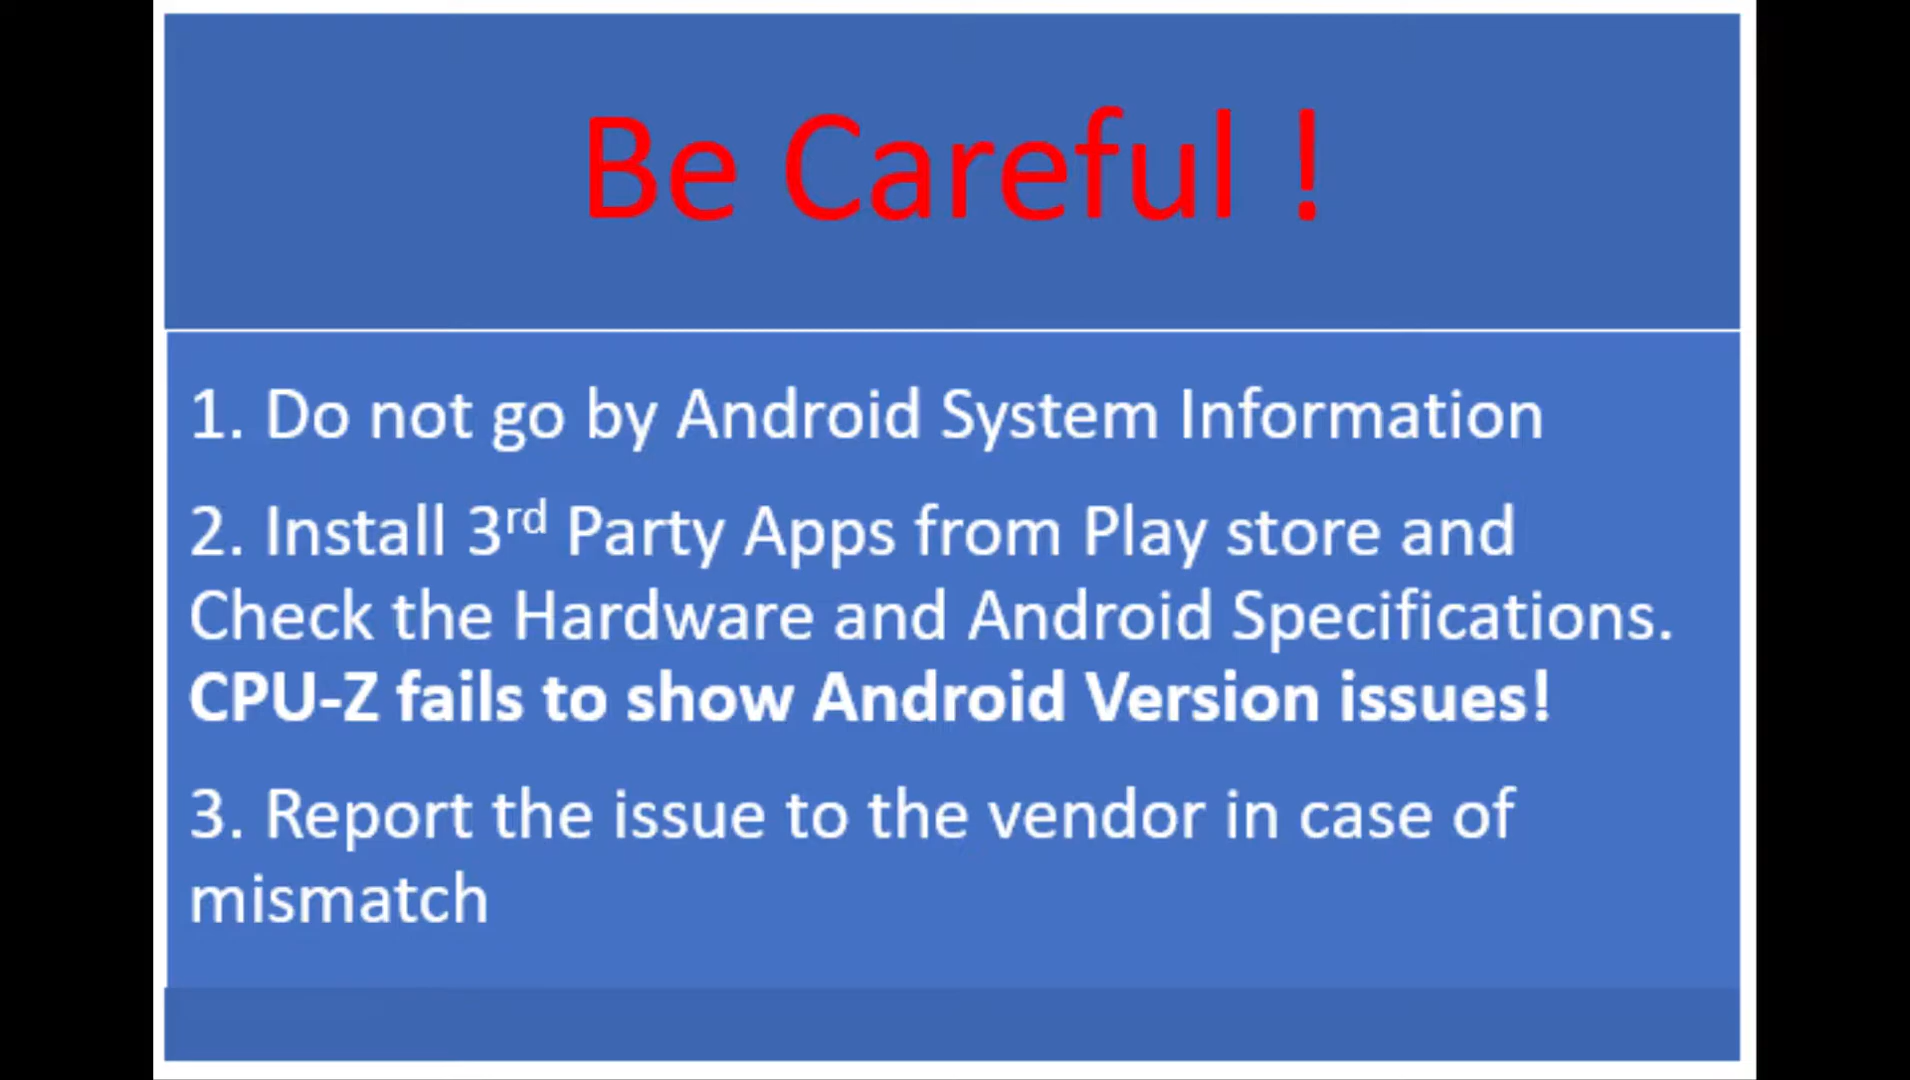 Be Careful !
1. Do not go by Android System Information
2. Install 3rd Party Apps from Play store and
Check the Hardware and Android Specifications.
CPU-Z fails to show Android Version issues!
3. Report the issue to the vendor in case of
mismatch